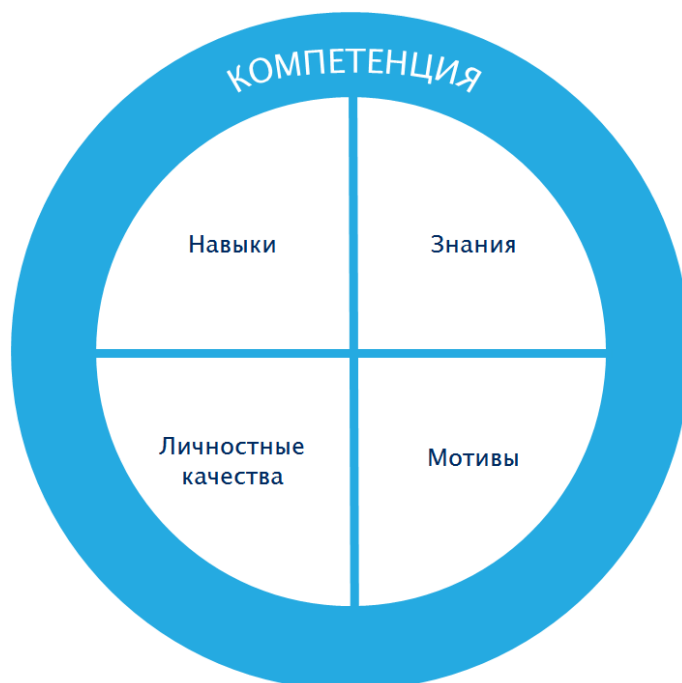 КОМПЕТЕНЦИЯ
Навыки
Знания
Личностные
качества
Мотивы